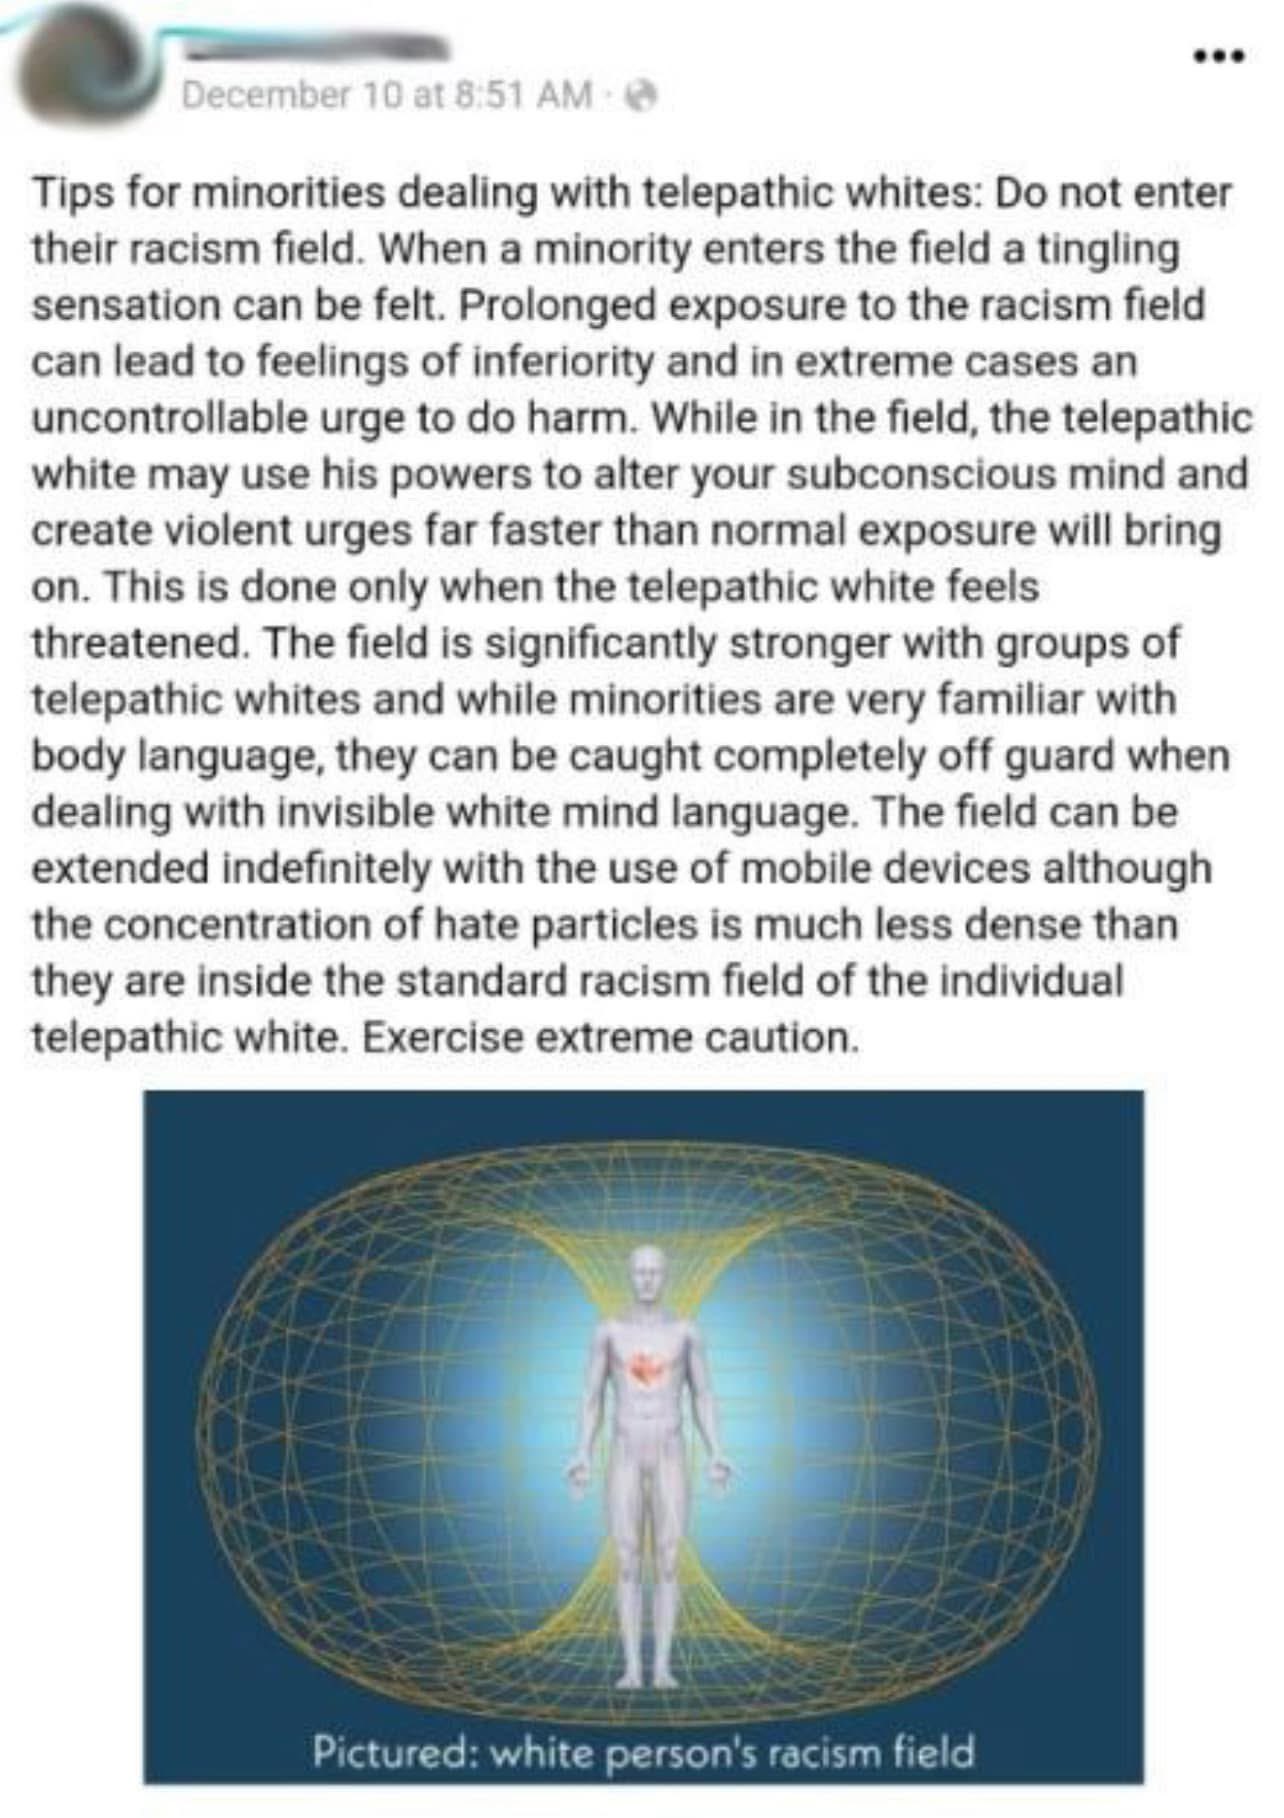 December 10 at 8:51 AM ·
Tips for minorities dealing with telepathic whites: Do not enter
their racism field. When a minority enters the field a tingling
sensation can be felt. Prolonged exposure to the racism field
can lead to feelings of inferiority and in extreme cases an
uncontrollable urge to do harm. While in the field, the telepathic
white may use his powers to alter your subconscious mind and
create violent urges far faster than normal exposure will bring
on. This is done only when the telepathic white feels
threatened. The field is significantly stronger with groups of
telepathic whites and while minorities are very familiar with
body language, they can be caught completely off guard when
dealing with invisible white mind language. The field can be
extended indefinitely with the use of mobile devices although
the concentration of hate particles is much less dense than
they are inside the standard racism field of the individual
telepathic white. Exercise extreme caution.
Pictured: white person's racism field